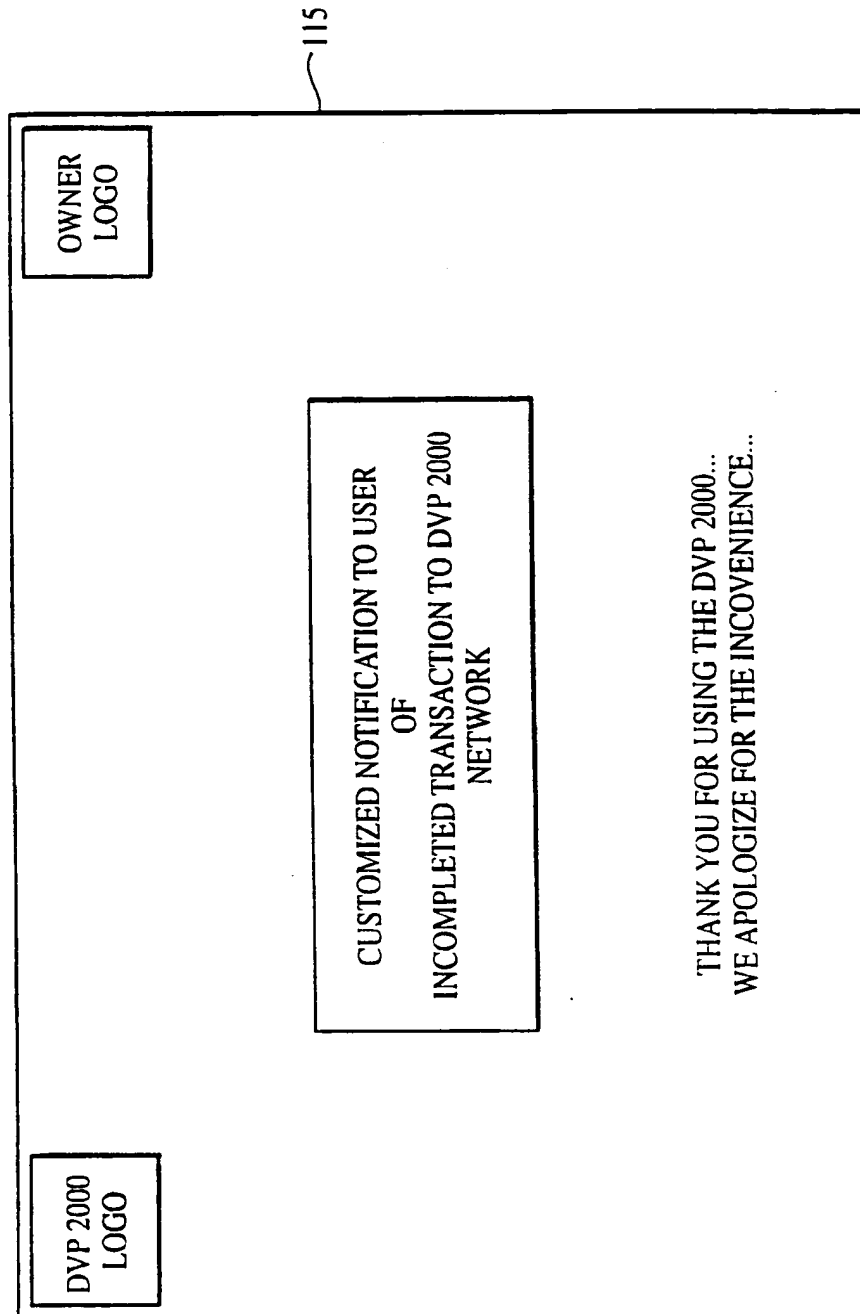 DVP 2000
LOGO
OWNER
LOGO
115
CUSTOMIZED NOTIFICATION TO USER
OF
INCOMPLETED TRANSACTION TO DVP 2000
NETWORK
THANK YOU FOR USING THE DVP 2000...
WE APOLOGIZE FOR THE INCOVENIENCE...